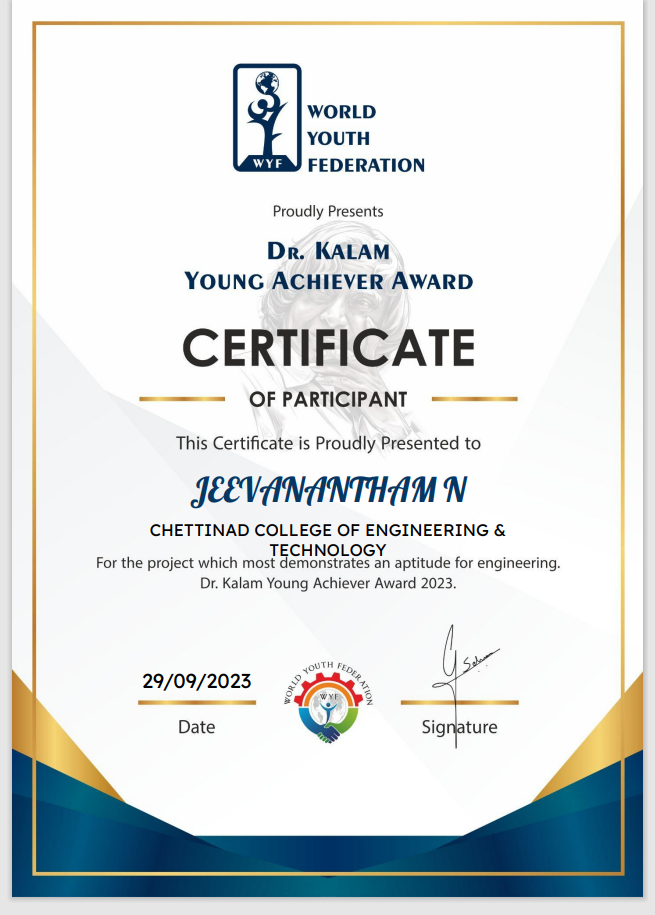 WORLD
YOUTH
FEDERATION
WYF
Proudly Presents
DR. KALAM
YOUNG ACHIEVER AWARD
CERTIFICATE
OF PARTICIPANT
This Certificate is Proudly Presented to
JEEVANANTHAM N
CHETTINAD COLLEGE OF ENGINEERING &
TECHNOLOGY
For the project which most demonstrates an aptitude for engineering.
Dr. Kalam Young Achiever Award 2023.
29/09/2023
WORLD YOUTH FEDERATION
WYF
Date
Signature